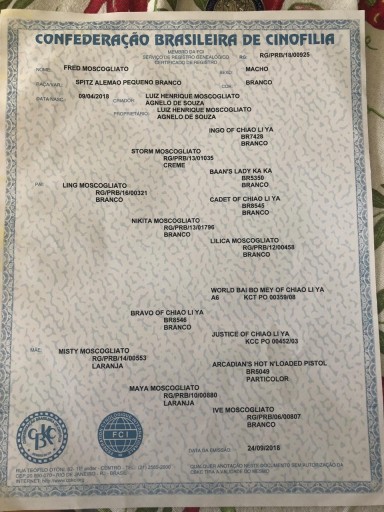 CONFEDERAÇÃO BRASILEIRA DE CINOFILIA
MEMBRO DA FCI
SERVIÇO DE REGISTRO GENEALÓGICO
CERTIFICADO DE REGISTRO
RG RG/PRB/18/00925
NOME: FRED MOSCOGLIATO
SEXO: MACHO
RAÇA/VAR: SPITZ ALEMAO PEQUENO BRANCO
COR: BRANCO
DATA NASC: 09/04/2018
CRIADOR: LUIZ HENRIQUE MOSCOGLIATO
AGNELO DE SOUZA
PROPRIETÁRIO: LUIZ HENRIQUE MOSCOGLIATO
AGNELO DE SOUZA
INGO OF CHIAO LI YA
BR7428
BRANCO
STORM MOSCOGLIATO
RG/PRB/13/01035
CREME
BAAN'S LADY KA KA
BR5350
BRANCO
PAI: LING MOSCOGLIATO
RG/PRB/16/00321
BRANCO
CADET OF CHIAO LI YA
BR8545
BRANCO
NIKITA MOSCOGLIATO
RG/PRB/13/01796
BRANCO
LILICA MOSCOGLIATO
RG/PRB/12/00458
BRANCO
WORLD BAI BO MEY OF CHIAO LI YA
A6 KCT PO 00359/08
BRAVO OF CHIAO LI YA
BR8546
BRANCO
JUSTICE OF CHIAO LI YA
KCC PO 00452/03
MÃE: MISTY MOSCOGLIATO
RG/PRB/14/00553
LARANJA
ARCADIAN'S HOT N'LOADED PISTOL
BR5049
PARTICOLOR
MAYA MOSCOGLIATO
RG/PRB/10/00880
LARANJA
IVE MOSCOGLIATO
RG/PRB/06/00807
BRANCO
CBKC
FCI
DATA DA EMISSÃO 24/09/2018
QUALQUER ANOTAÇÃO NESTE DOCUMENTO SEM AUTORIZAÇÃO DA
CBKC TIRA A VALIDADE DO MESMO